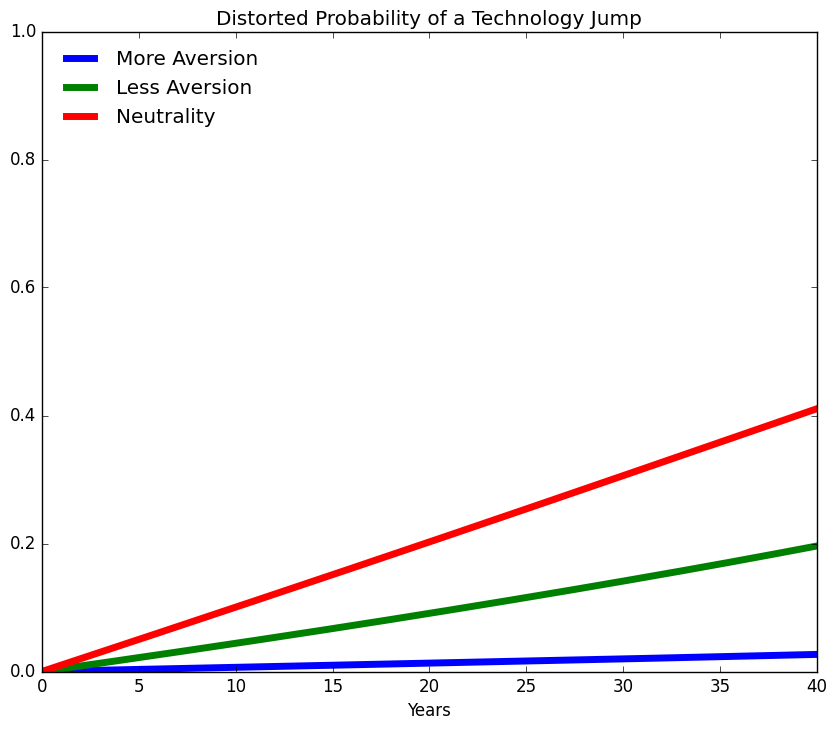 Distorted Probability of a Technology Jump
1.0
More Aversion
Less Aversion
Neutrality
0.8
0.6
0.4
0.2
0.0
0 5 10 15 20 25 30 35 40
Years